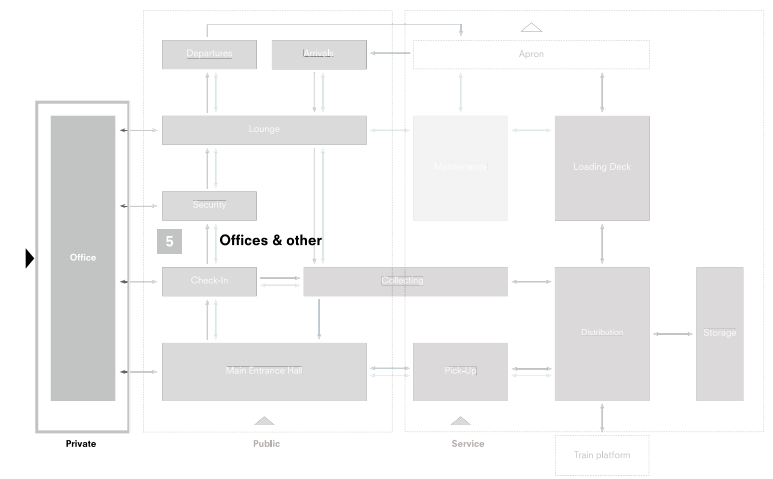 Departures
Arrivals
Apron
Lounge
Maintenance
Loading Deck
Security
5
Offices & other
Office
Check-In
Collecting
Distribution
Storage
Main Entrance Hall
Pick-Up
Private
Public
Service
Train platform